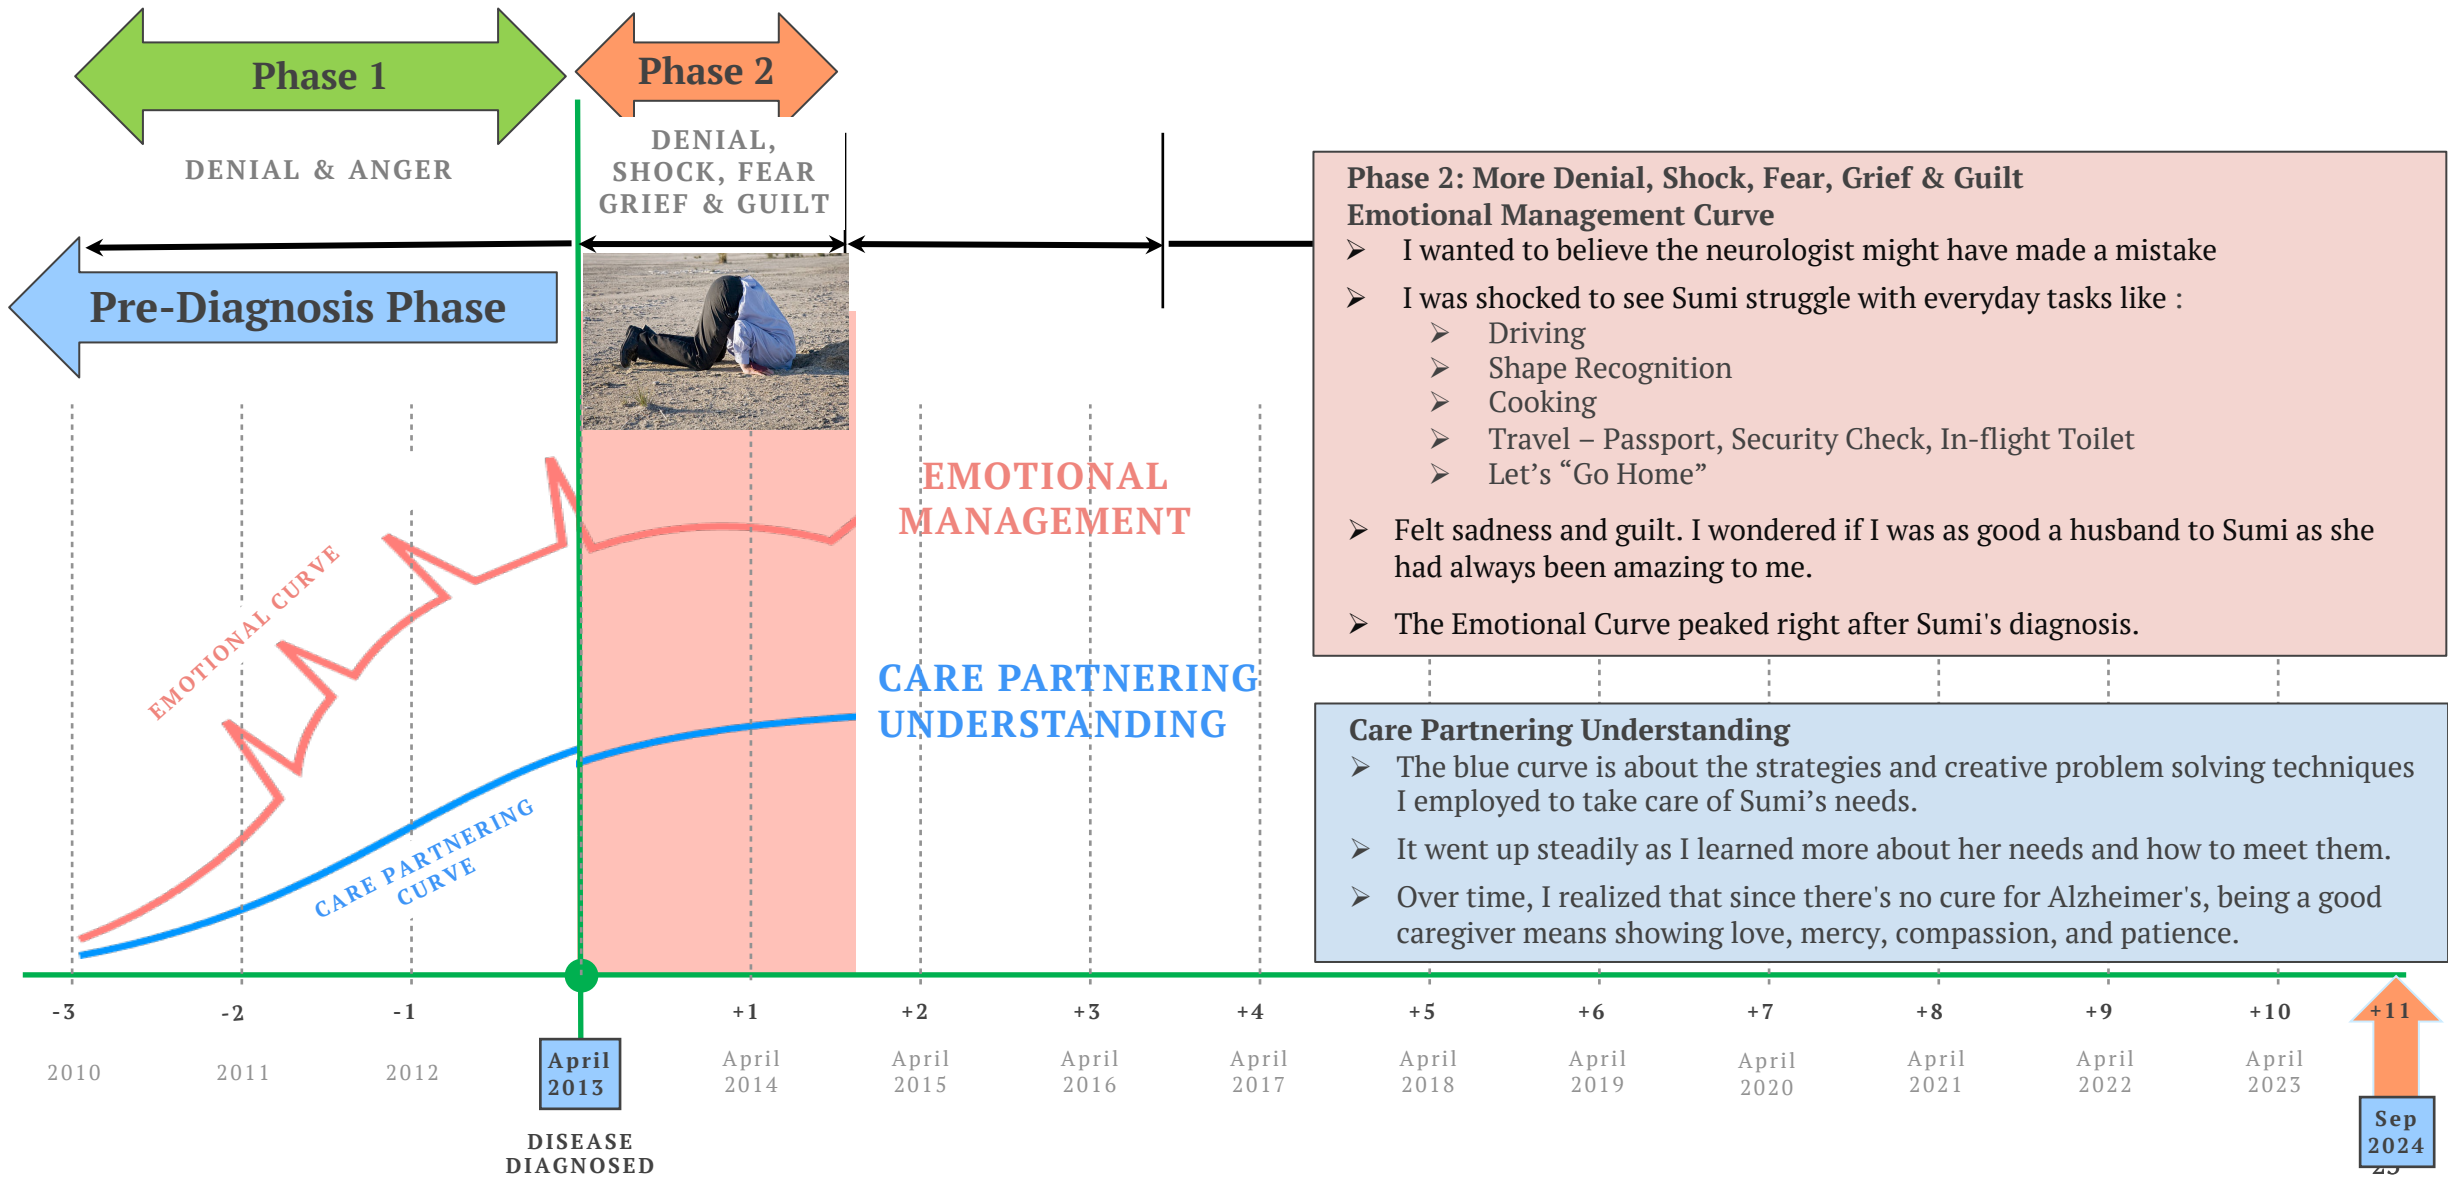 Phase 1
Phase 2
DENIAL & ANGER
DENIAL,
SHOCK, FEAR
GRIEF & GUILT
Pre-Diagnosis Phase
EMOTIONAL CURVE
CARE PARTNERING
CURVE
EMOTIONAL
MANAGEMENT
CARE PARTNERING
UNDERSTANDING
Phase 2: More Denial, Shock, Fear, Grief & Guilt
Emotional Management Curve
➢ I wanted to believe the neurologist might have made a mistake
➢ I was shocked to see Sumi struggle with everyday tasks like :
➢ Driving
➢ Shape Recognition
➢ Cooking
➢ Travel – Passport, Security Check, In-flight Toilet
➢ Let’s “Go Home”
➢ Felt sadness and guilt. I wondered if I was as good a husband to Sumi as she
had always been amazing to me.
➢ The Emotional Curve peaked right after Sumi's diagnosis.
Care Partnering Understanding
➢ The blue curve is about the strategies and creative problem solving techniques
I employed to take care of Sumi’s needs.
➢ It went up steadily as I learned more about her needs and how to meet them.
➢ Over time, I realized that since there's no cure for Alzheimer's, being a good
caregiver means showing love, mercy, compassion, and patience.
-3 -2 -1 +1 +2 +3 +4 +5 +6 +7 +8 +9 +10 +11
2010 2011 2012
April
2013
April
2014
April
2015
April
2016
April
2017
April
2018
April
2019
April
2020
April
2021
April
2022
April
2023
Sep
2024
DISEASE
DIAGNOSED